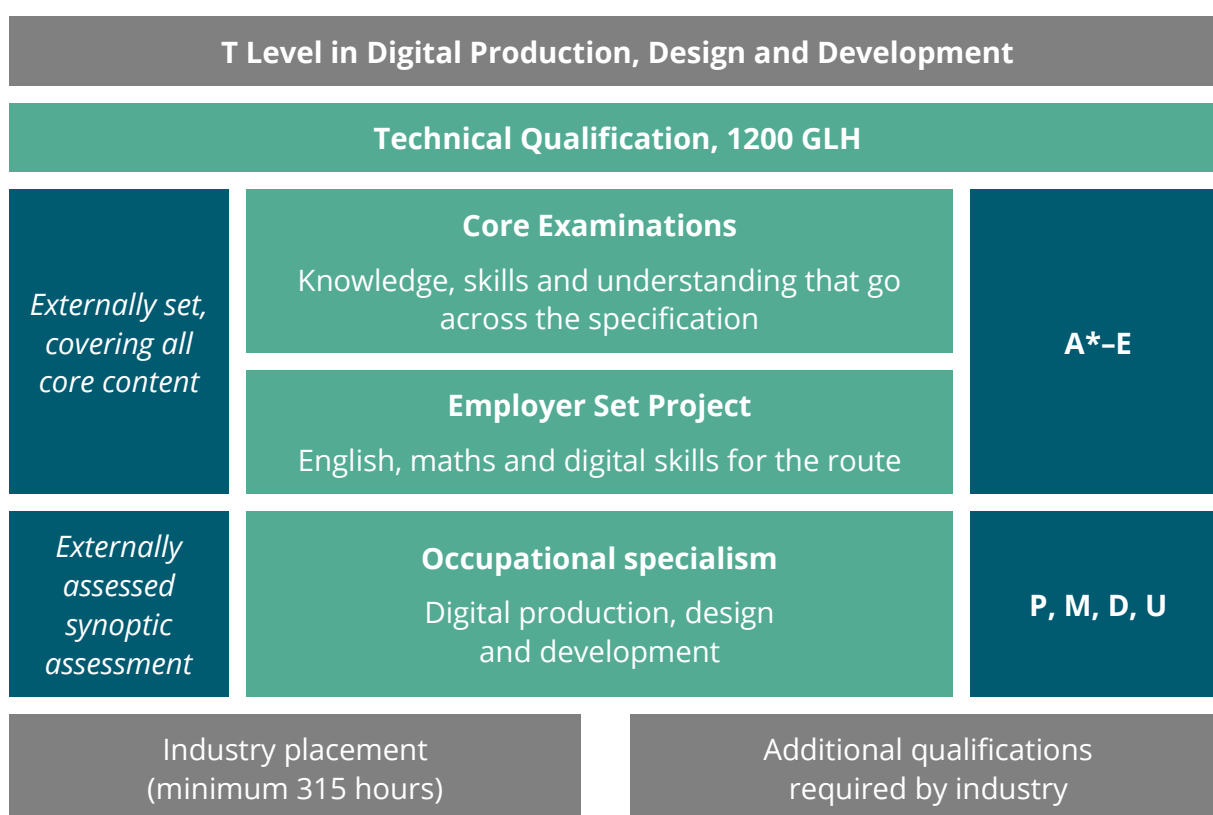 T Level in Digital Production, Design and Development
Technical Qualification, 1200 GLH
Externally set,
covering all
core content
Core Examinations
Knowledge, skills and understanding that go
across the specification
Employer Set Project
English, maths and digital skills for the route
A*–E
Externally
assessed
synoptic
assessment
Occupational specialism
Digital production, design
and development
P, M, D, U
Industry placement
(minimum 315 hours)
Additional qualifications
required by industry